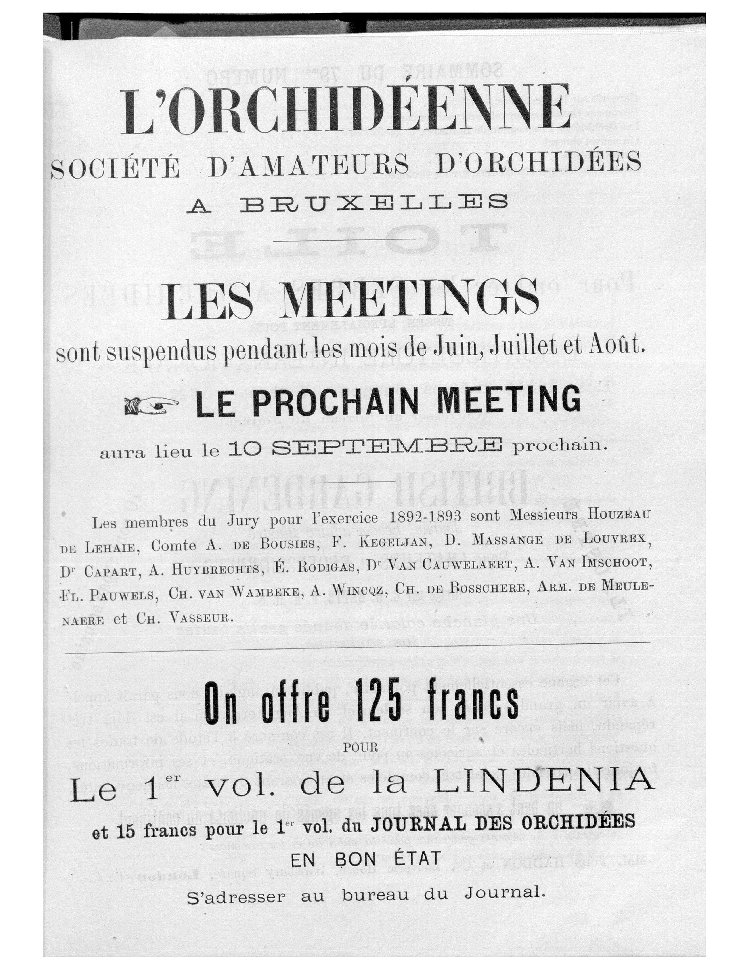 L'ORCHIDÉENNE
SOCIÉTÉ D'AMATEURS D'ORCHIDÉES
A BRUXELLES
LES MEETINGS
sont suspendus pendant les mois de Juin, Juillet et Août.
LE PROCHAIN MEETING
aura lieu le 10 SEPTEMBRE prochain.
Les membres du Jury pour l'exercice 1892-1893 sont Messieurs HOUZEAU
DE LEHAIE, Comte A. DE BOUSIES, F. KEGELJAN, D. MASSANGE DE LOUVREX,
Dr CAPART, A. HUYBRECHTS, É. RODIGAS, Dr VAN CAUWELAERT, A. VAN IMSCHOOT,
FL. PAUWELS, CH. VAN WAMBEKE, A. WINCQZ, CH. DE BOSSCHERE, ARM. DE MEULE-
NAERE et CH. VASSEUR.
On offre 125 francs
POUR
Le 1er vol. de la LINDENIA
et 15 francs pour le 1er vol. du JOURNAL DES ORCHIDÉES
EN BON ÉTAT
S'adresser au bureau du Journal.